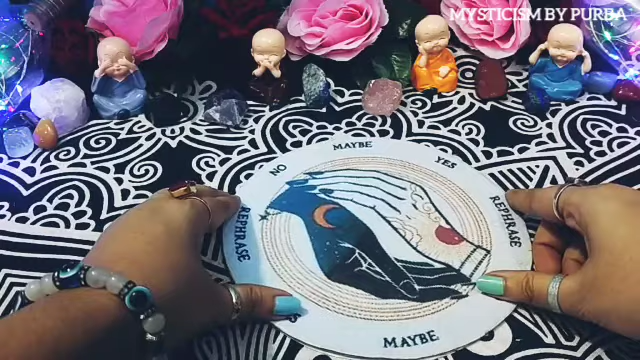 MYSTICISM BY PURBA
MAYBE
NO
YES
REPHRASE
REPHRASE
MAYBE